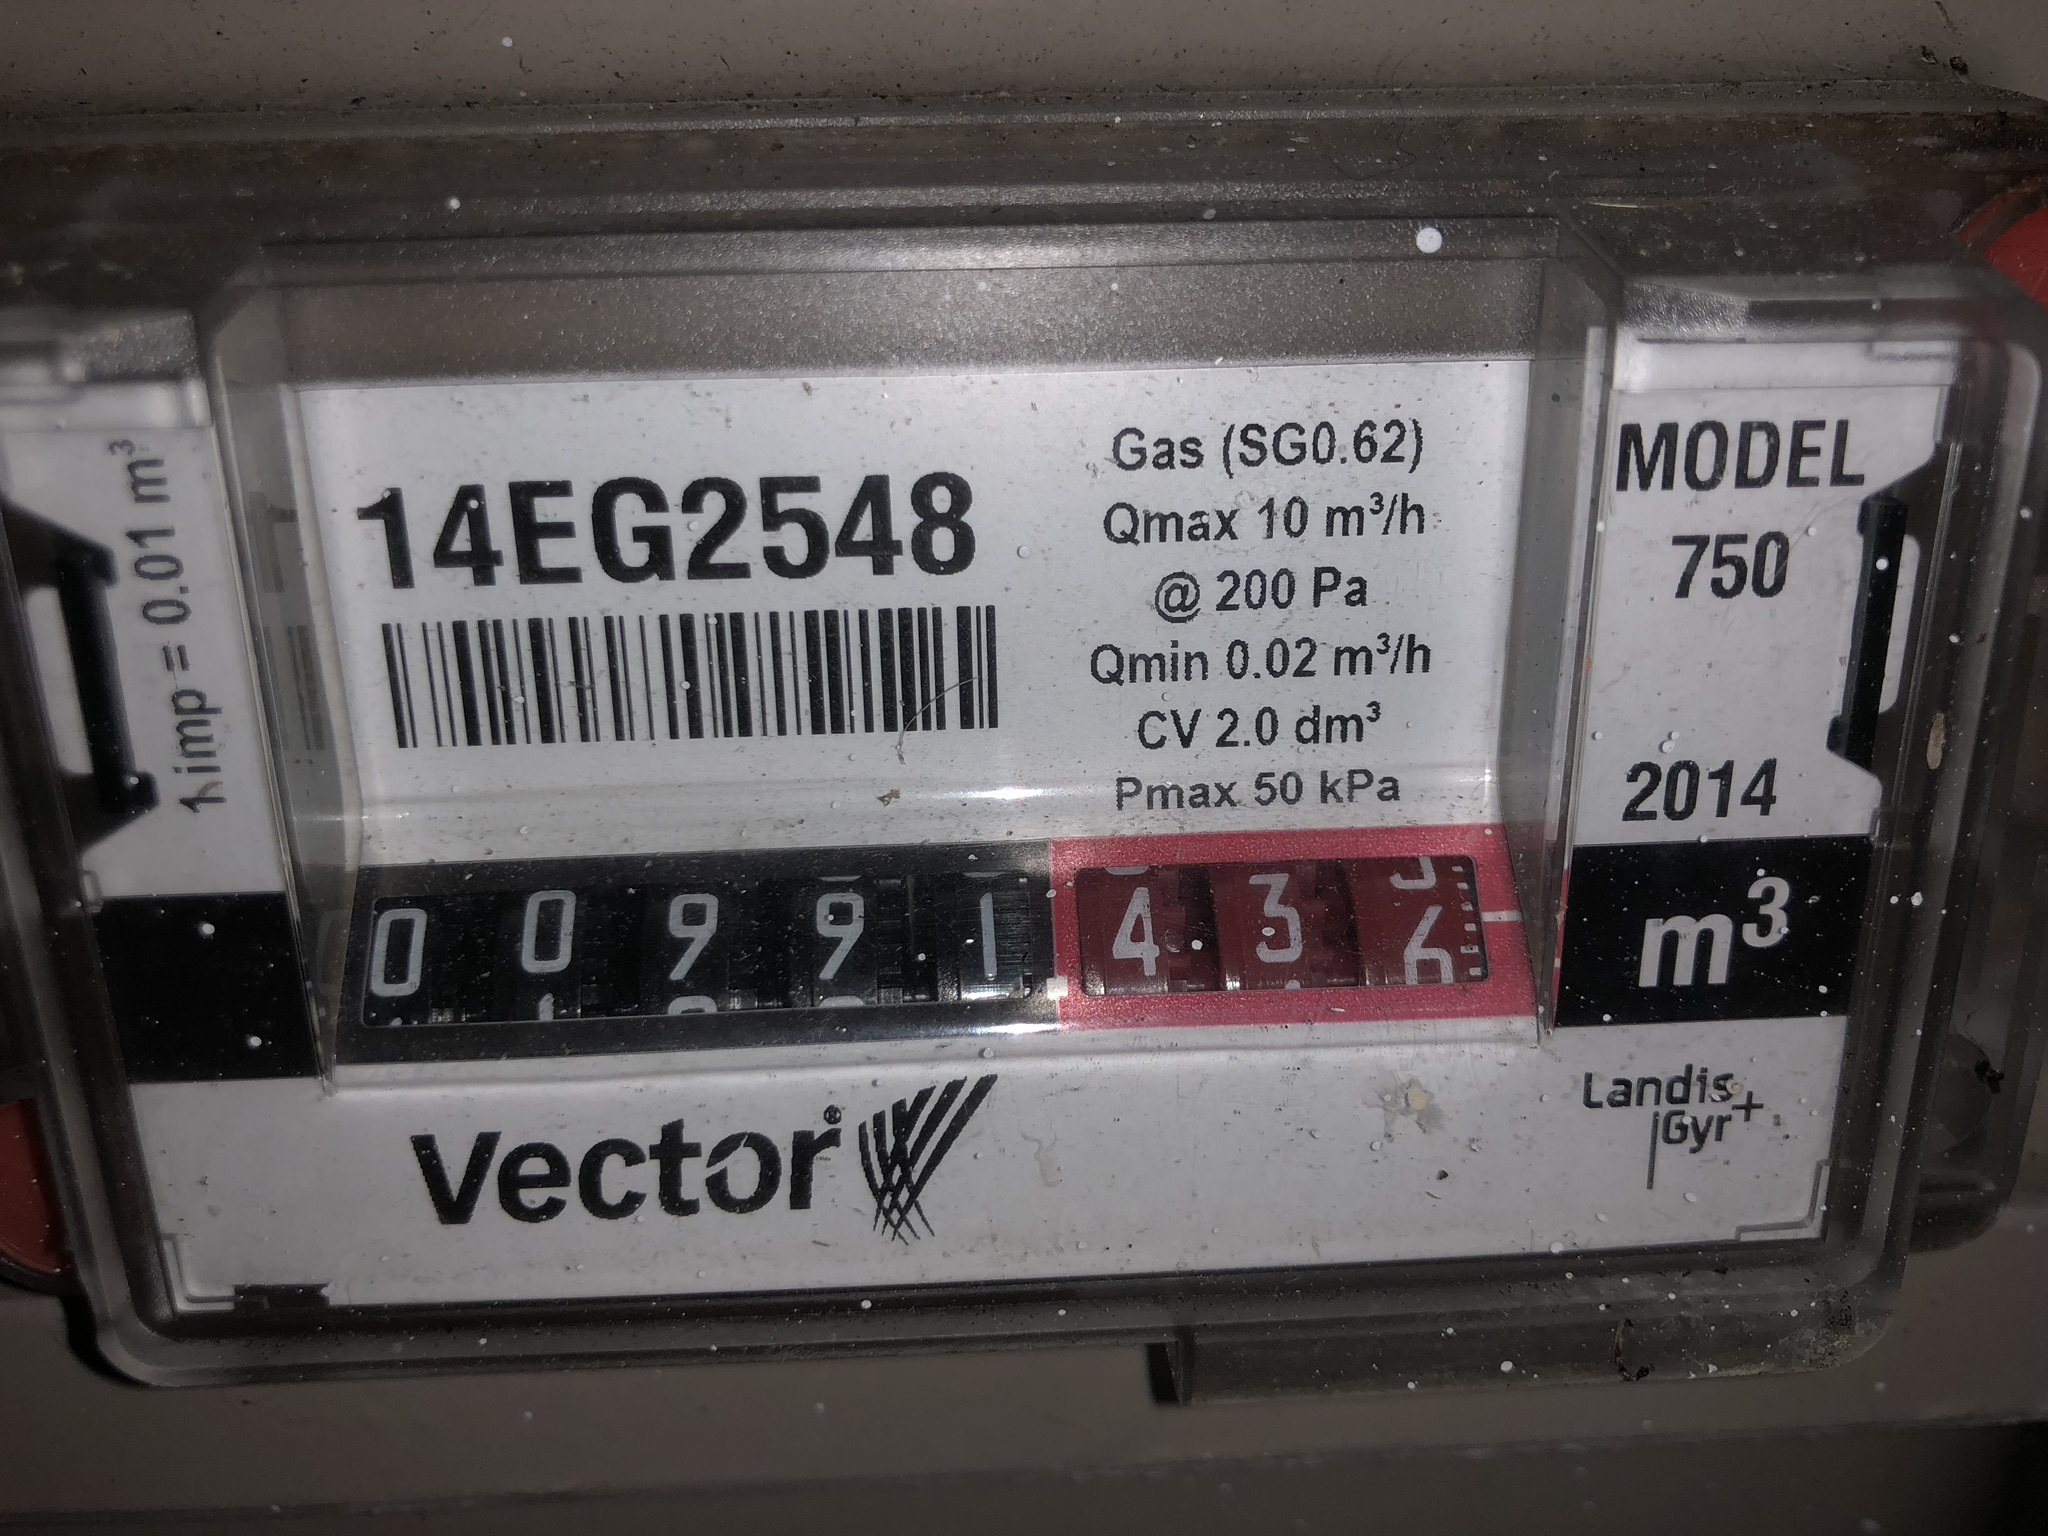 1 imp = 0.01 m³
14EG2548
Gas (SG0.62)
Qmax 10 m³/h
@ 200 Pa
Qmin 0.02 m³/h
CV 2.0 dm³
Pmax 50 kPa
MODEL
750
2014
0 0 9 9 1 4 3 6
m³
Vector®
Landis
Gyr+